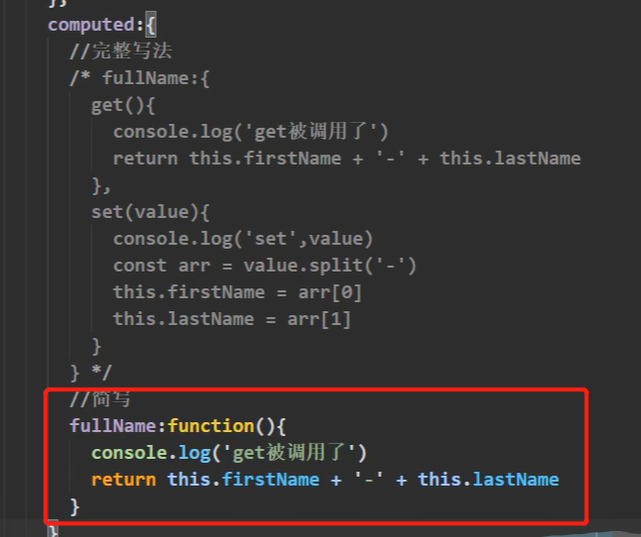 },
computed:{
//完整写法
/* fullName:{
get(){
console.log('get被调用了')
return this.firstName + '-' + this.lastName
},
set(value){
console.log('set',value)
const arr = value.split('-')
this.firstName = arr[0]
this.lastName = arr[1]
}
} */
//简写
fullName:function(){
console.log('get被调用了')
return this.firstName + '-' + this.lastName
}
}